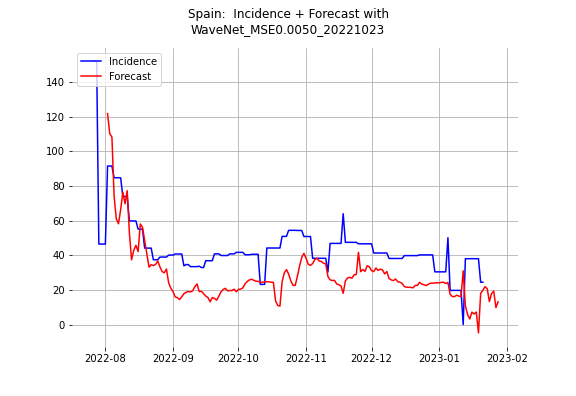 Spain:  Incidence + Forecast with
WaveNet_MSE0.0050_20221023
Incidence
Forecast
140
120
100
80
60
40
20
0
2022-08 2022-09 2022-10 2022-11 2022-12 2023-01 2023-02